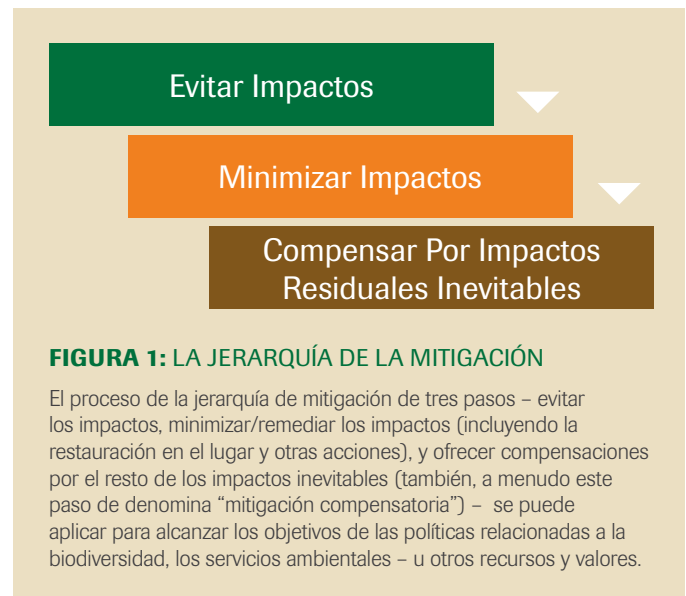 Evitar Impactos
Minimizar Impactos
Compensar Por Impactos
Residuales Inevitables
FIGURA 1: LA JERARQUÍA DE LA MITIGACIÓN
El proceso de la jerarquía de mitigación de tres pasos – evitar
los impactos, minimizar/remediar los impactos (incluyendo la
restauración en el lugar y otras acciones), y ofrecer compensaciones
por el resto de los impactos inevitables (también, a menudo este
paso de denomina “mitigación compensatoria”) – se puede
aplicar para alcanzar los objetivos de las políticas relacionadas a la
biodiversidad, los servicios ambientales – u otros recursos y valores.